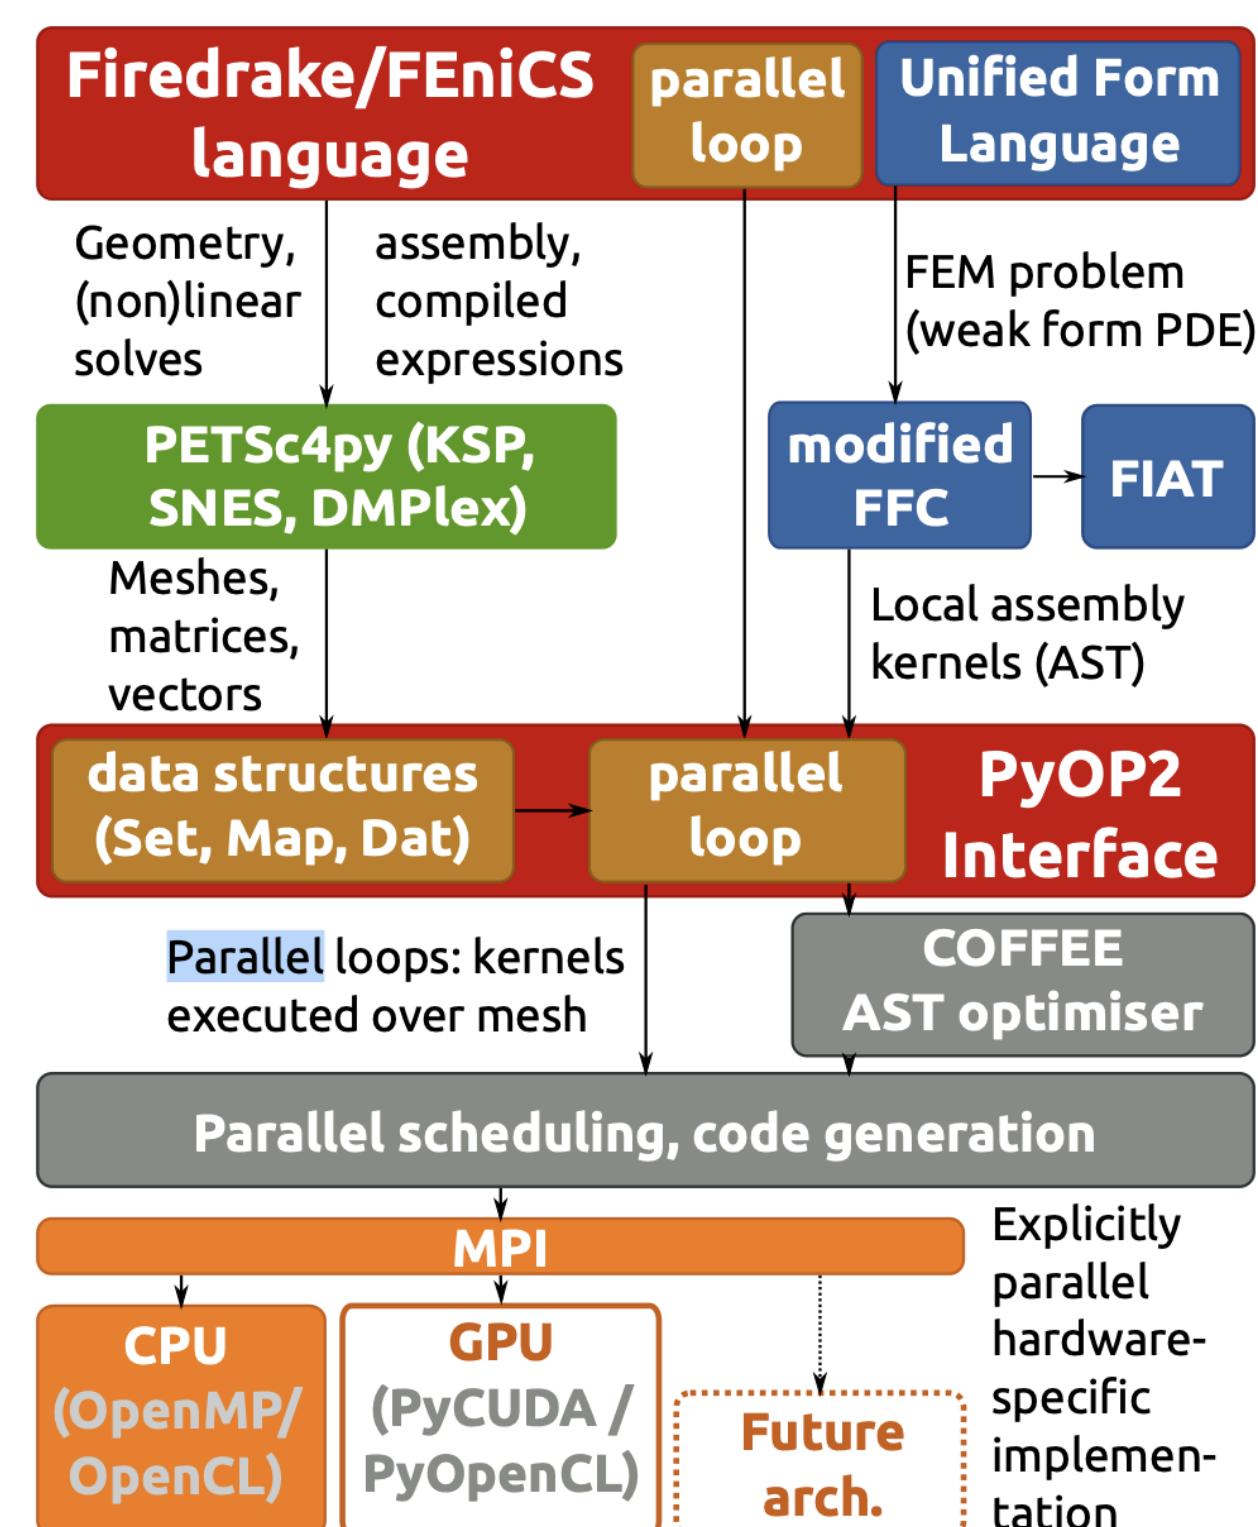 Firedrake/FEniCS
language
parallel
loop
Unified Form
Language
Geometry,
(non)linear
solves
assembly,
compiled
expressions
FEM problem
(weak form PDE)
PETSc4py (KSP,
SNES, DMPlex)
modified
FFC
FIAT
Meshes,
matrices,
vectors
Local assembly
kernels (AST)
data structures
(Set, Map, Dat)
parallel
loop
PyOP2
Interface
Parallel loops: kernels
executed over mesh
COFFEE
AST optimiser
Parallel scheduling, code generation
MPI
CPU
(OpenMP/
OpenCL)
GPU
(PyCUDA /
PyOpenCL)
Future
arch.
Explicitly
parallel
hardware-
specific
implemen-
tation